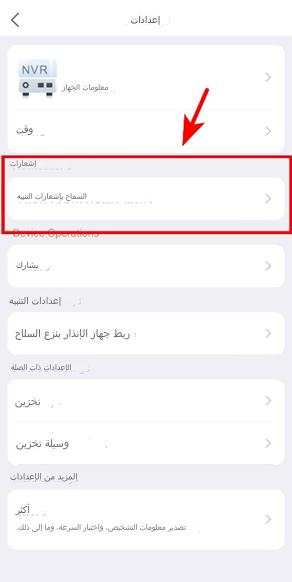 إعدادات
NVR
معلومات الجهاز
وقت
إشعارات
السماح بإشعارات التنبيه
Device Operations
يشارك
إعدادات التنبيه
ربط جهاز الإنذار بنزع السلاح
الإعدادات ذات الصلة
تخزين
وسيلة تخزين
المزيد من الإعدادات
أكثر
تصدير معلومات التشخيص، واختبار السرعة، وما إلى ذلك.